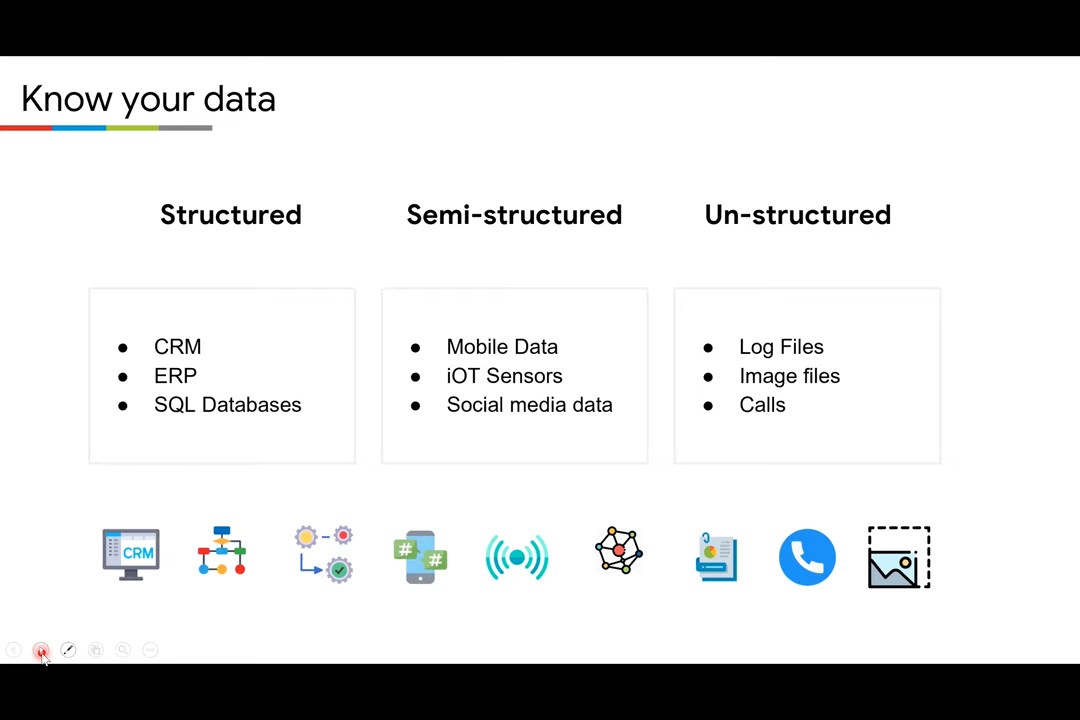 Know your data
Structured
Semi-structured
Un-structured
CRM
ERP
SQL Databases
Mobile Data
iOT Sensors
Social media data
Log Files
Image files
Calls
CRM
#
#